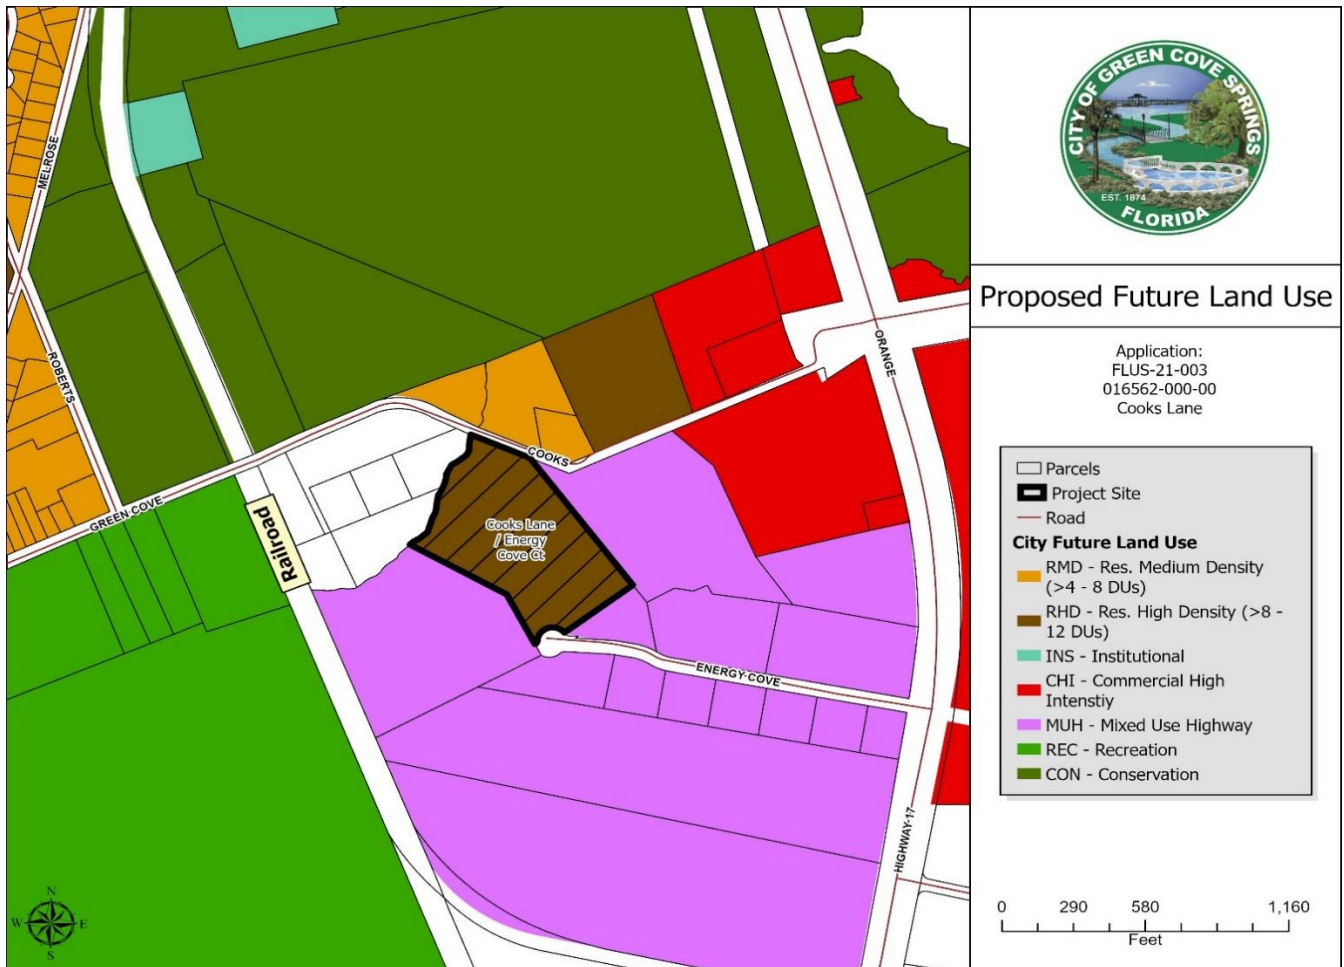 MELROSE
ROBERTS
GREEN COVE
Railroad
COOKS
Cooks Lane
/ Energy
Cove Ct
ENERGY COVE
ORANGE
HIGHWAY 17
N
W
E
S
CITY OF GREEN COVE SPRINGS
EST. 1874
FLORIDA
Proposed Future Land Use
Application:
FLUS-21-003
016562-000-00
Cooks Lane
Parcels
Project Site
Road
City Future Land Use
RMD - Res. Medium Density
(>4 - 8 DUs)
RHD - Res. High Density (>8 -
12 DUs)
INS - Institutional
CHI - Commercial High
Intenstiy
MUH - Mixed Use Highway
REC - Recreation
CON - Conservation
0 290 580 1,160
Feet